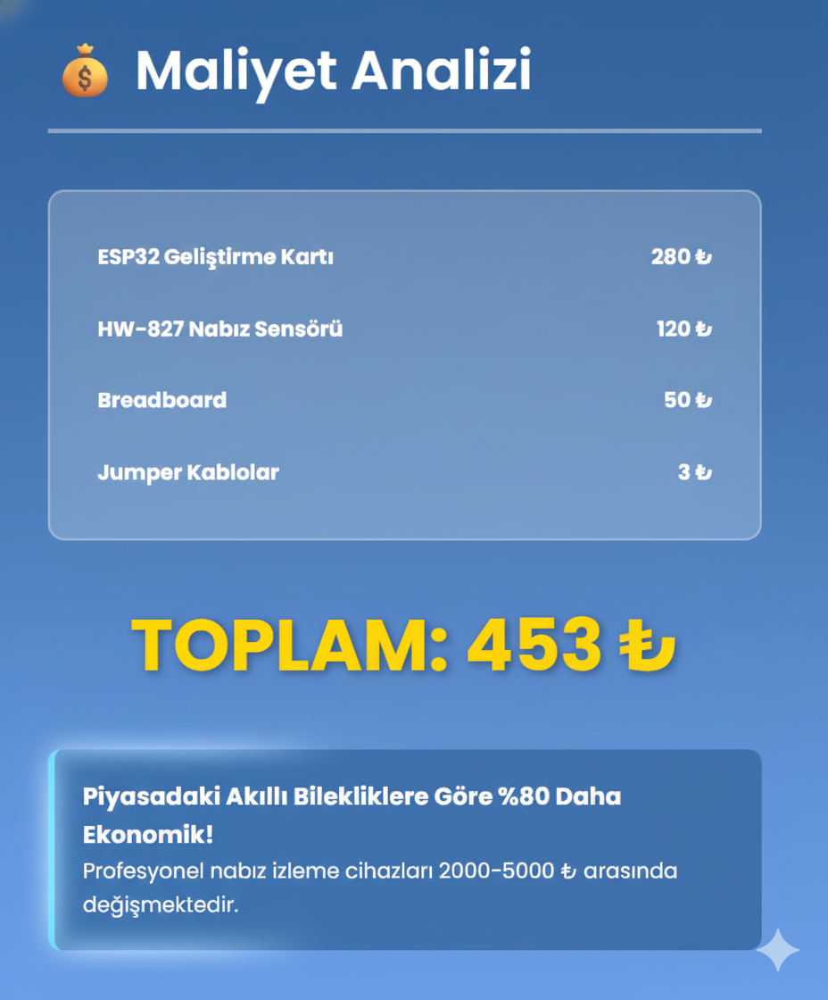 Maliyet Analizi
ESP32 Geliştirme Kartı 280 ₺
HW-827 Nabız Sensörü 120 ₺
Breadboard 50 ₺
Jumper Kablolar 3 ₺
TOPLAM: 453 ₺
Piyasadaki Akıllı Bilekliklere Göre %80 Daha
Ekonomik!
Profesyonel nabız izleme cihazları 2000-5000 ₺ arasında
değişmektedir.